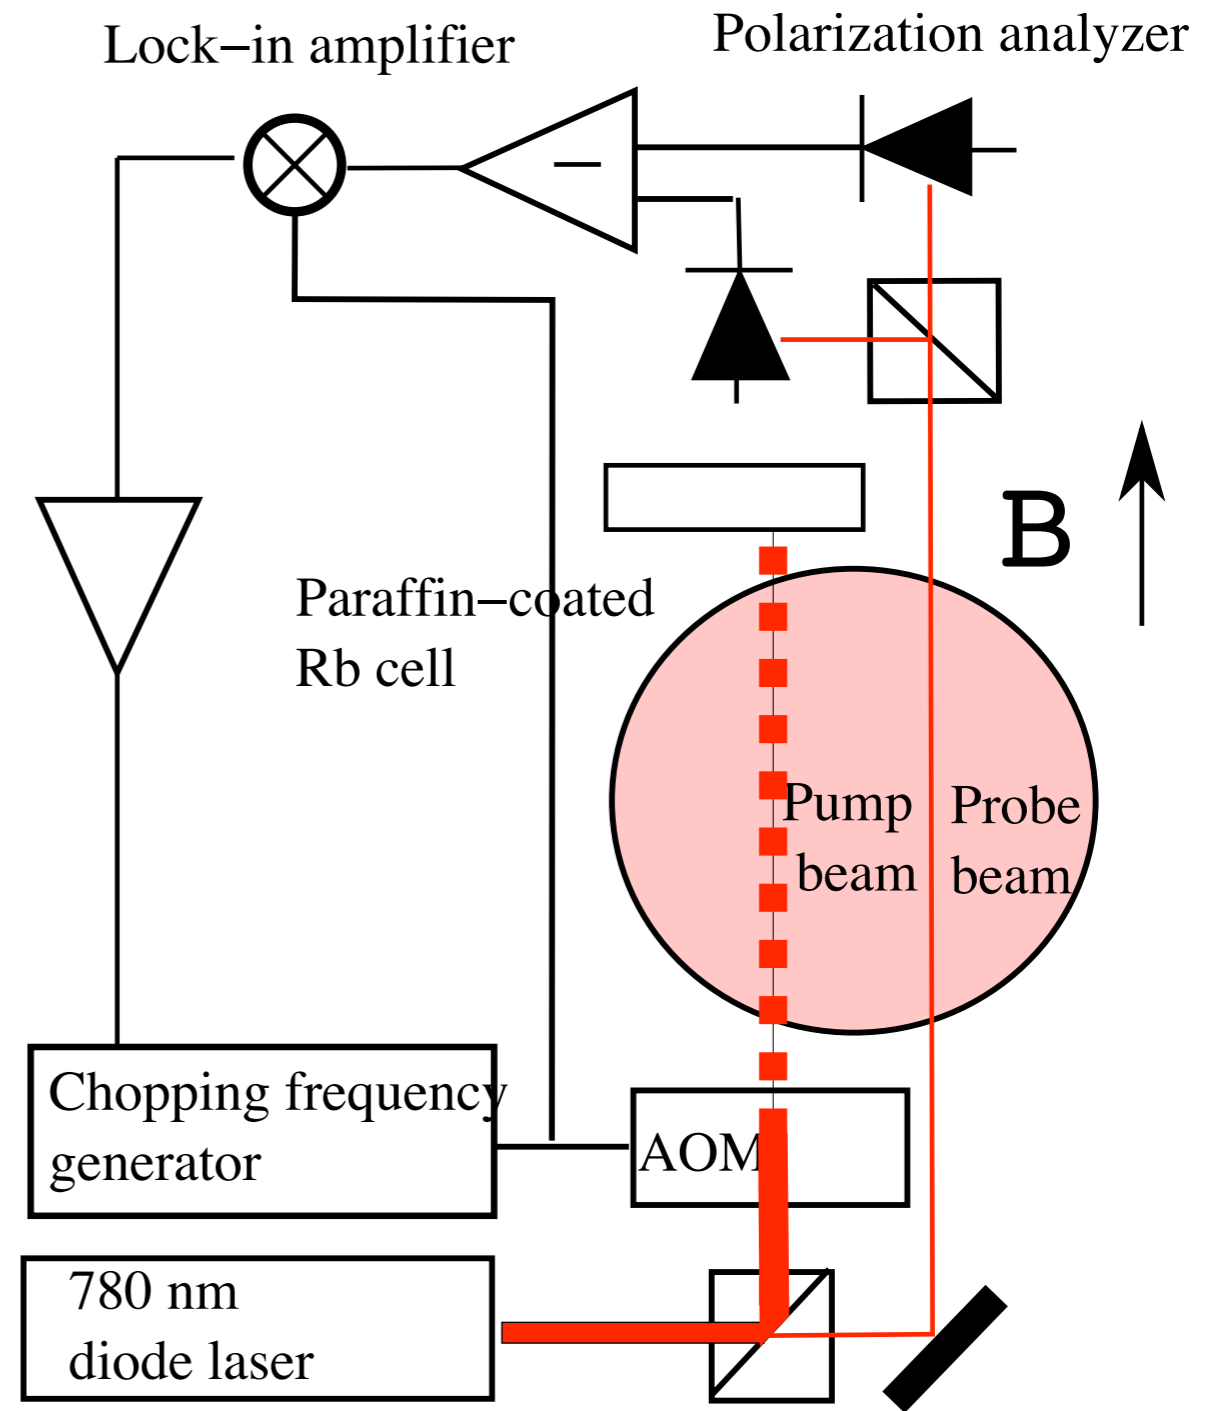 Lock−in amplifier
Polarization analyzer
B
Paraffin−coated
Rb cell
Pump
beam
Probe
beam
Chopping frequency
generator
AOM
780 nm
diode laser